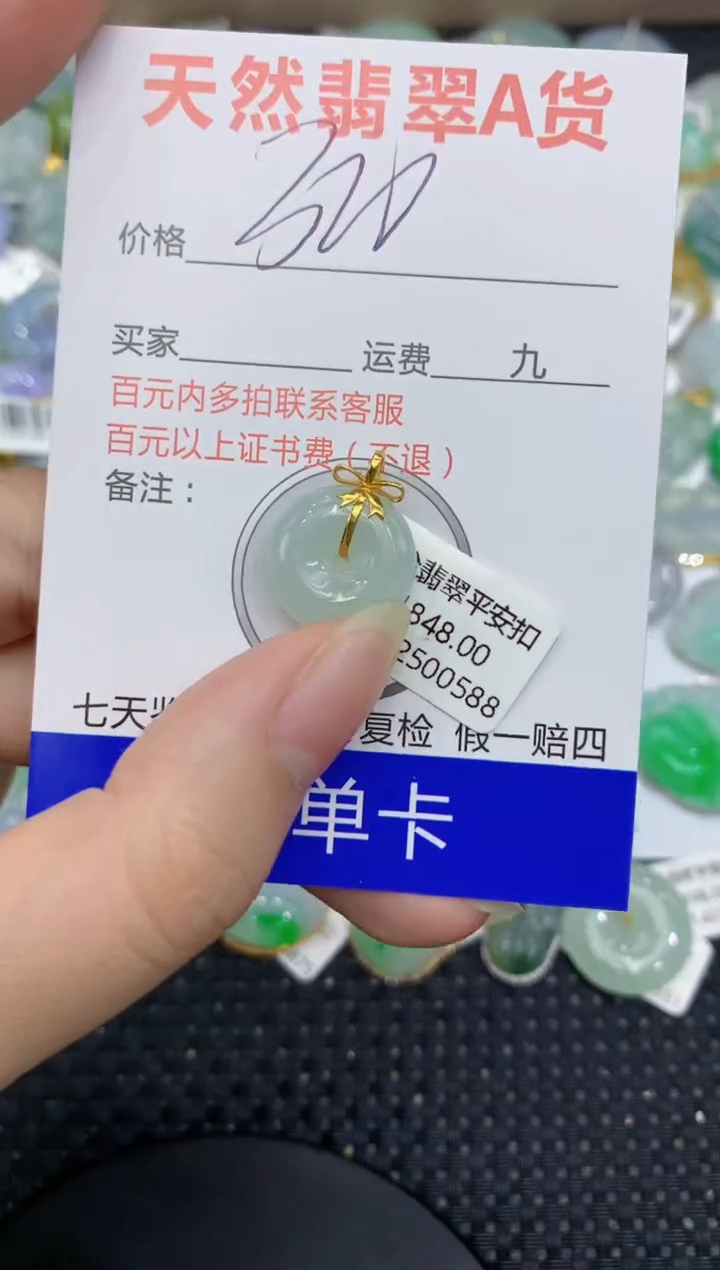 天然翡翠A货
价格
买家 运费 九
百元内多拍联系客服
百元以上证书费（不退）
备注：
翡翠平安扣
848.00
2500588
七天 复检 假一赔四
单卡